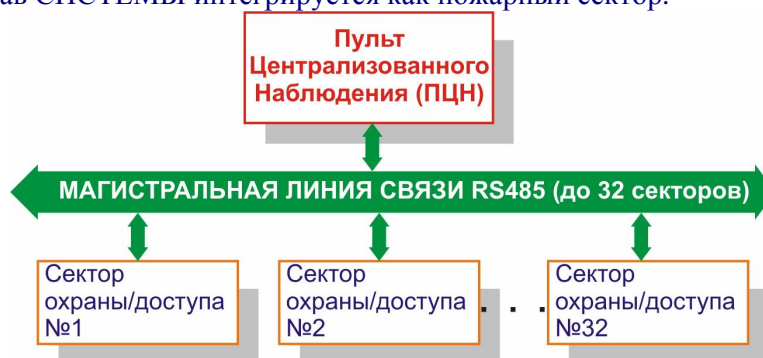 ав СИСТЕМЫ интегрируется как пожарный сектор.
Пульт
Централизованного
Наблюдения (ПЦН)
МАГИСТРАЛЬНАЯ ЛИНИЯ СВЯЗИ RS485 (до 32 секторов)
Сектор
охраны/доступа
№1
Сектор
охраны/доступа
№2
. . .
Сектор
охраны/доступа
№32